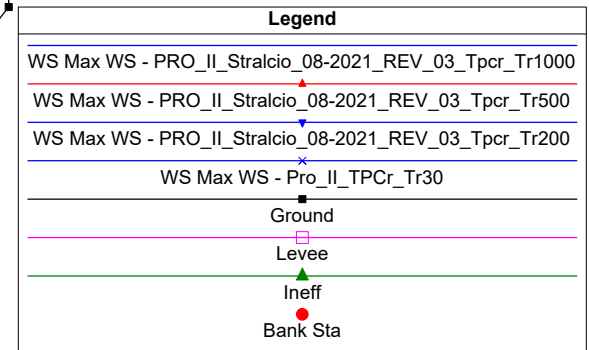 Legend
WS Max WS - PRO_II_Stralcio_08-2021_REV_03_Tpcr_Tr1000
WS Max WS - PRO_II_Stralcio_08-2021_REV_03_Tpcr_Tr500
WS Max WS - PRO_II_Stralcio_08-2021_REV_03_Tpcr_Tr200
WS Max WS - Pro_II_TPCr_Tr30
Ground
Levee
Ineff
Bank Sta